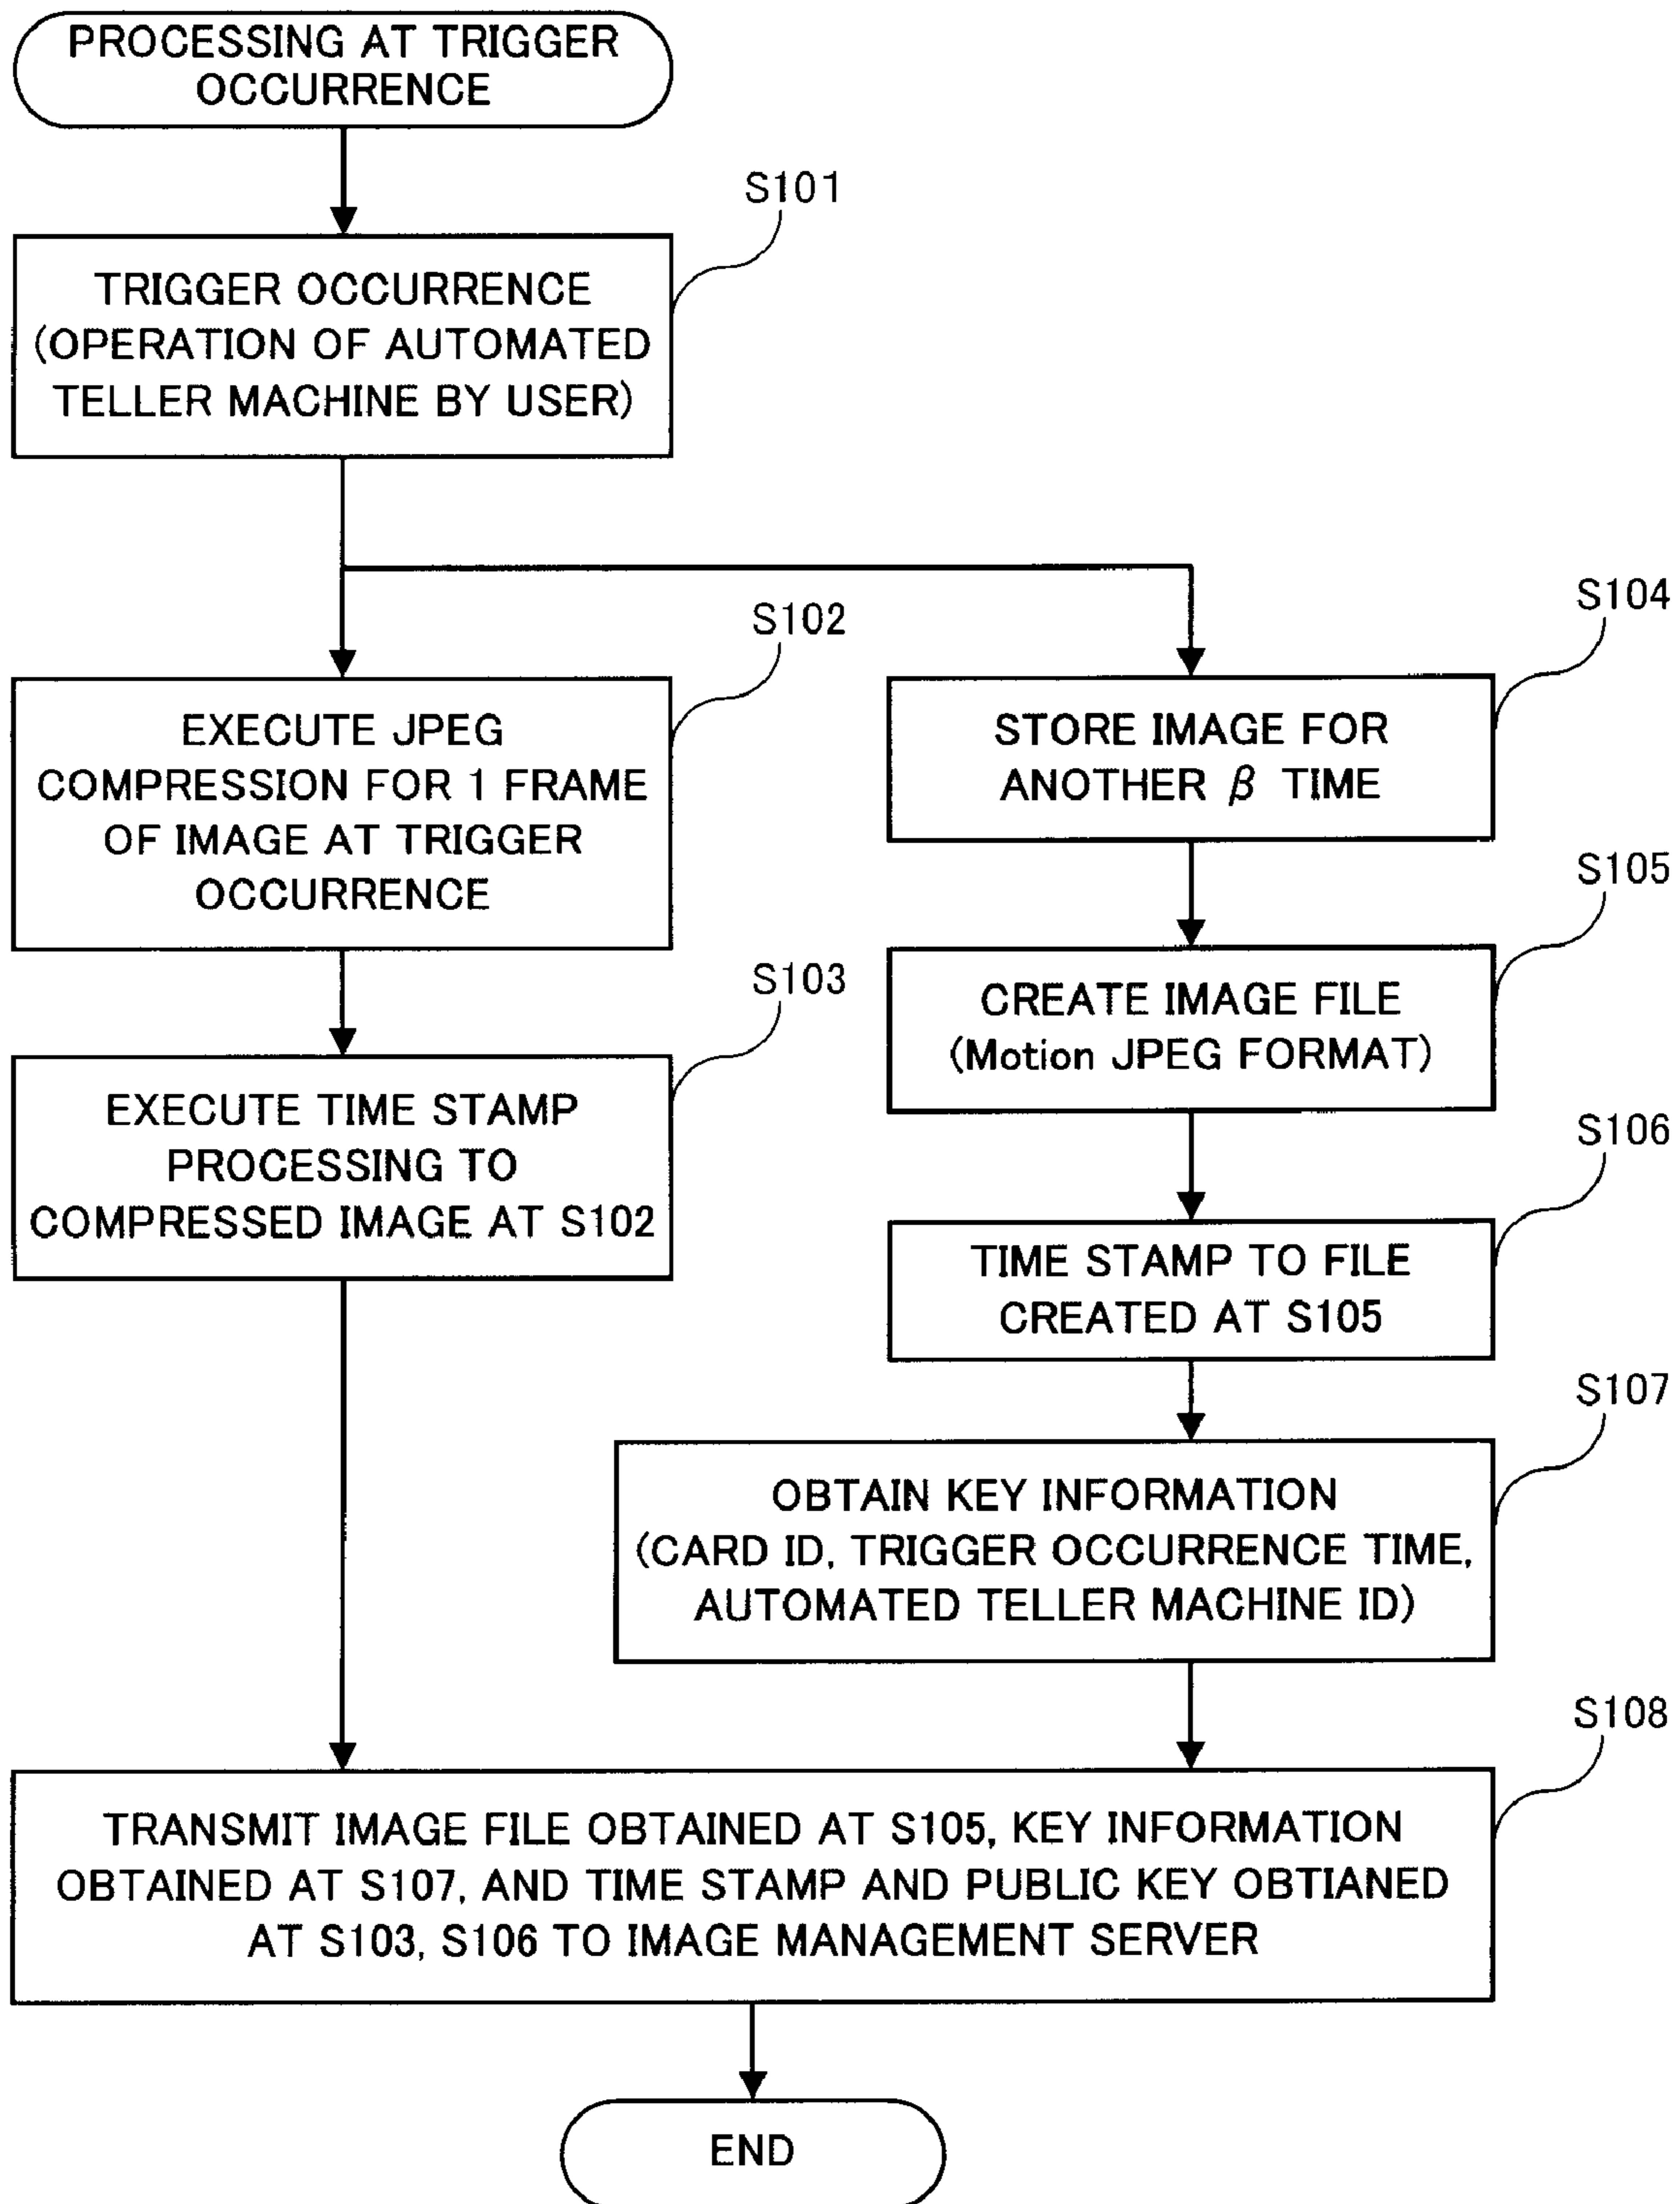 PROCESSING AT TRIGGER
OCCURRENCE
S101
TRIGGER OCCURRENCE
(OPERATION OF AUTOMATED
TELLER MACHINE BY USER)
S102
EXECUTE JPEG
COMPRESSION FOR 1 FRAME
OF IMAGE AT TRIGGER
OCCURRENCE
S103
EXECUTE TIME STAMP
PROCESSING TO
COMPRESSED IMAGE AT S102
S104
STORE IMAGE FOR
ANOTHER β TIME
S105
CREATE IMAGE FILE
(Motion JPEG FORMAT)
S106
TIME STAMP TO FILE
CREATED AT S105
S107
OBTAIN KEY INFORMATION
(CARD ID, TRIGGER OCCURRENCE TIME,
AUTOMATED TELLER MACHINE ID)
S108
TRANSMIT IMAGE FILE OBTAINED AT S105, KEY INFORMATION
OBTAINED AT S107, AND TIME STAMP AND PUBLIC KEY OBTIANED
AT S103, S106 TO IMAGE MANAGEMENT SERVER
END